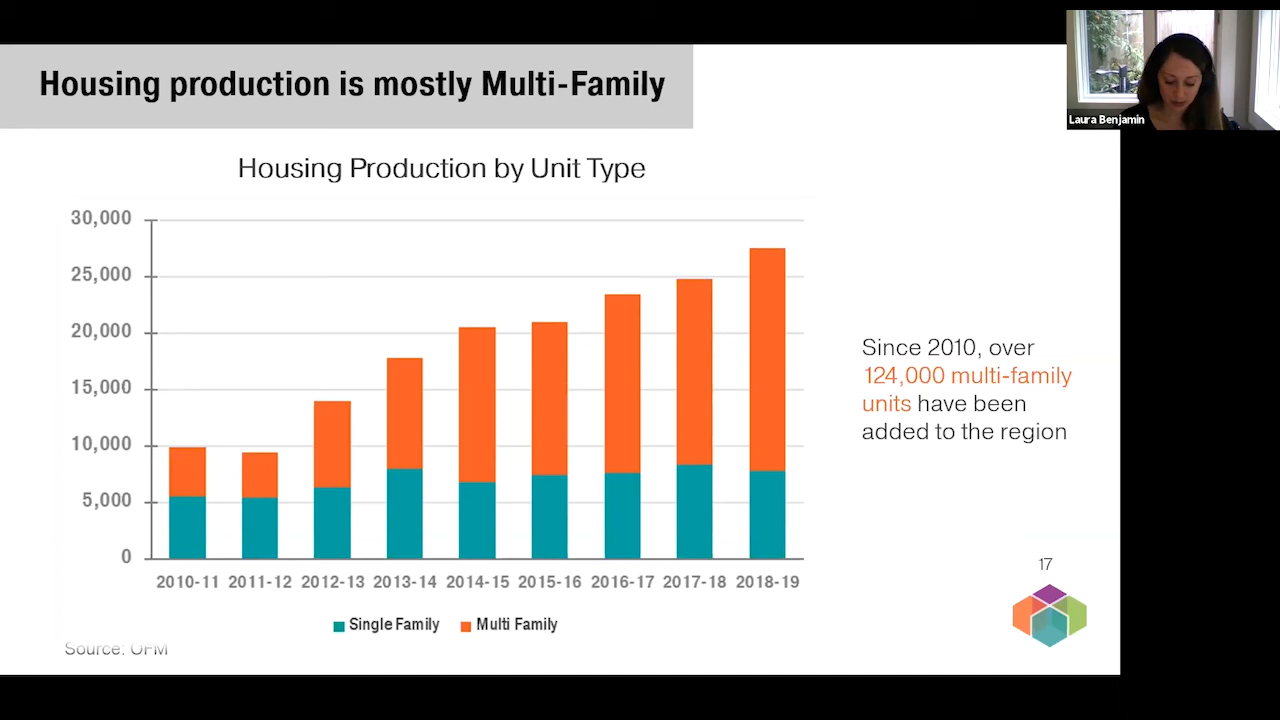 Housing production is mostly Multi-Family
Laura Benjamin
Housing Production by Unit Type
30,000
25,000
20,000
15,000
10,000
5,000
0
2010-11 2011-12 2012-13 2013-14 2014-15 2015-16 2016-17 2017-18 2018-19
Single Family Multi Family
Source: OFM
Since 2010, over
124,000 multi-family
units have been
added to the region
17